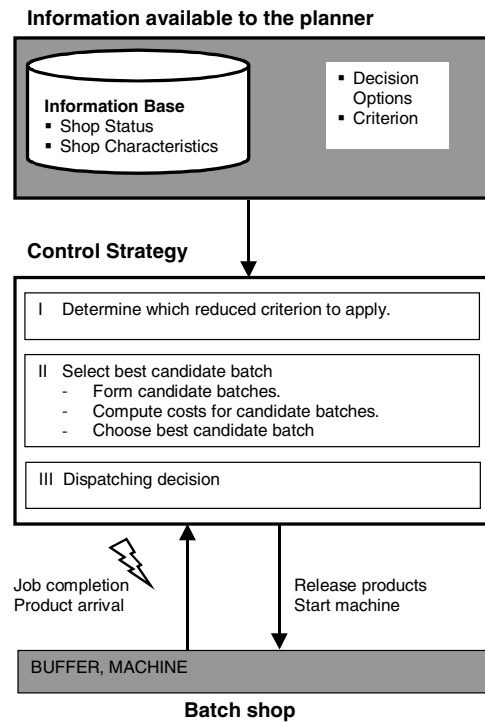 Information available to the planner
Information Base
▪ Shop Status
▪ Shop Characteristics
▪ Decision
Options
▪ Criterion
Control Strategy
I Determine which reduced criterion to apply.
II Select best candidate batch
- Form candidate batches.
- Compute costs for candidate batches.
- Choose best candidate batch
III Dispatching decision
Job completion
Product arrival
Release products
Start machine
BUFFER, MACHINE
Batch shop